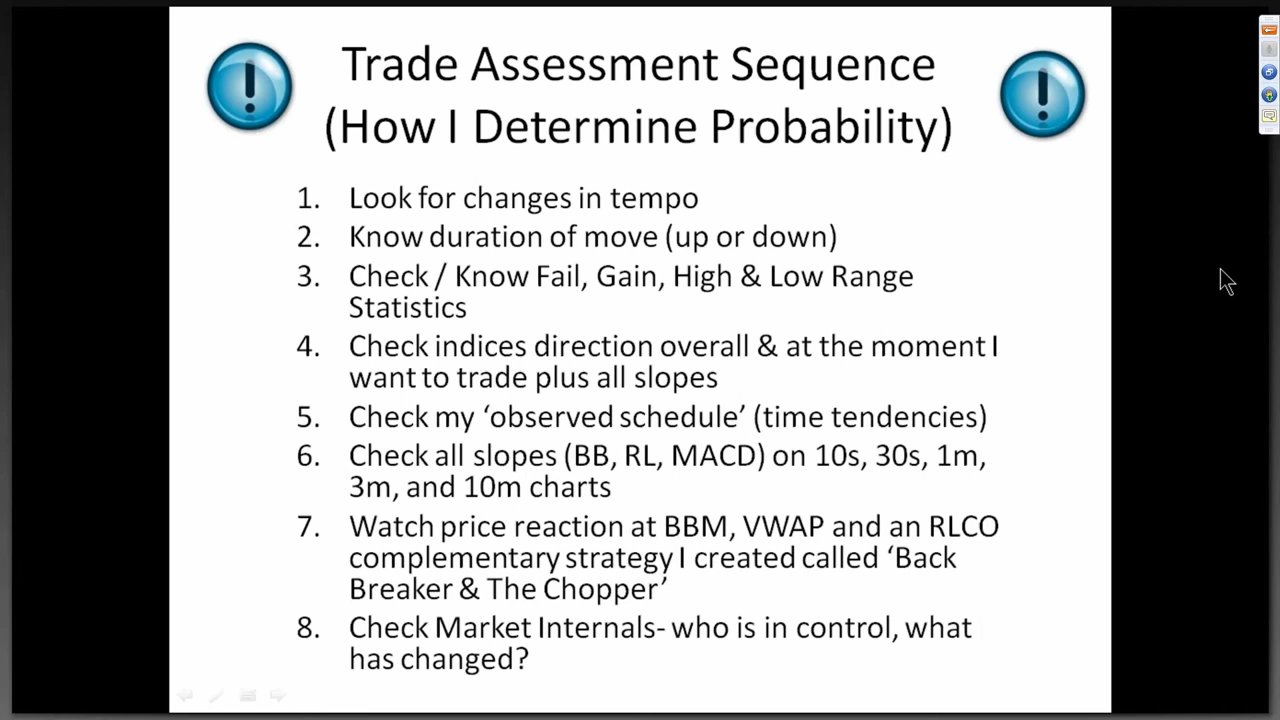 Trade Assessment Sequence
(How I Determine Probability)
1. Look for changes in tempo
2. Know duration of move (up or down)
3. Check / Know Fail, Gain, High & Low Range
Statistics
4. Check indices direction overall & at the moment I
want to trade plus all slopes
5. Check my ‘observed schedule’ (time tendencies)
6. Check all slopes (BB, RL, MACD) on 10s, 30s, 1m,
3m, and 10m charts
7. Watch price reaction at BBM, VWAP and an RLCO
complementary strategy I created called ‘Back
Breaker & The Chopper’
8. Check Market Internals- who is in control, what
has changed?